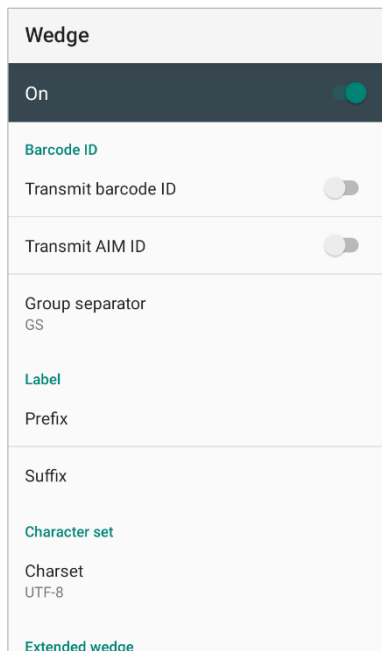 Wedge
On
Barcode ID
Transmit barcode ID
Transmit AIM ID
Group separator
GS
Label
Prefix
Suffix
Character set
Charset
UTF-8
Extended wedge